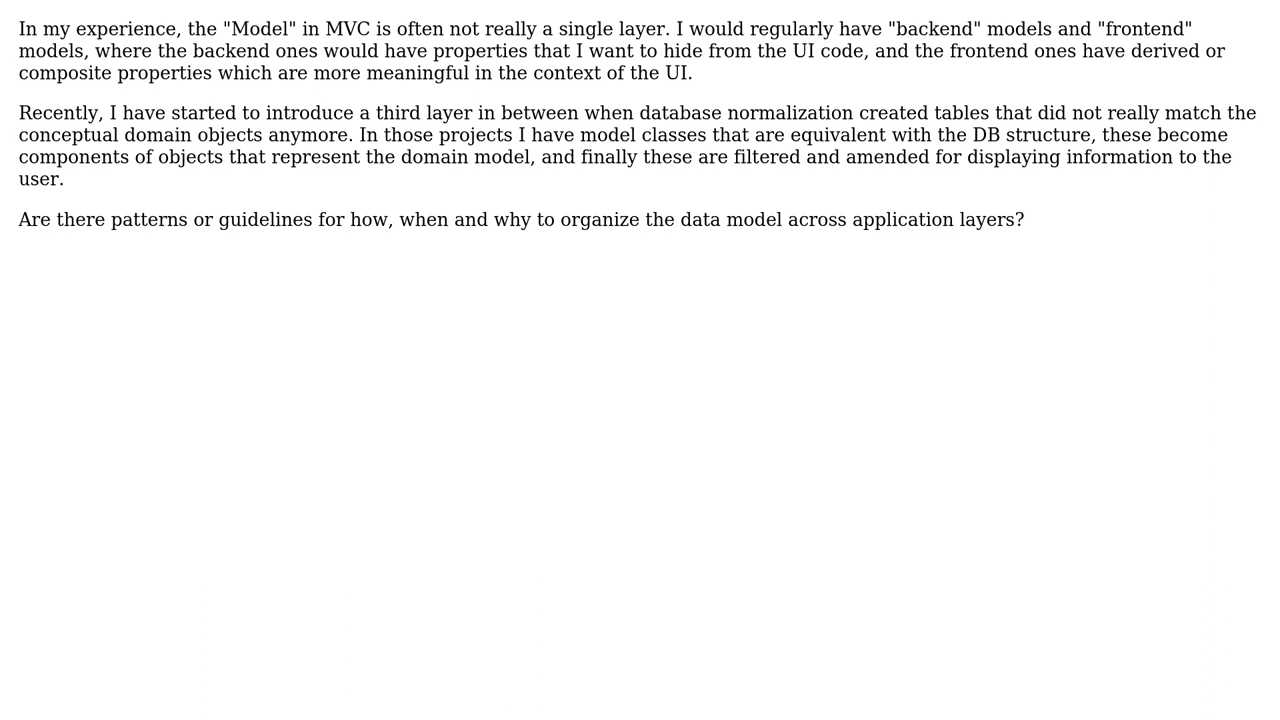 In my experience, the "Model" in MVC is often not really a single layer. I would regularly have "backend" models and "frontend"
models, where the backend ones would have properties that I want to hide from the UI code, and the frontend ones have derived or
composite properties which are more meaningful in the context of the UI.
Recently, I have started to introduce a third layer in between when database normalization created tables that did not really match the
conceptual domain objects anymore. In those projects I have model classes that are equivalent with the DB structure, these become
components of objects that represent the domain model, and finally these are filtered and amended for displaying information to the
user.
Are there patterns or guidelines for how, when and why to organize the data model across application layers?